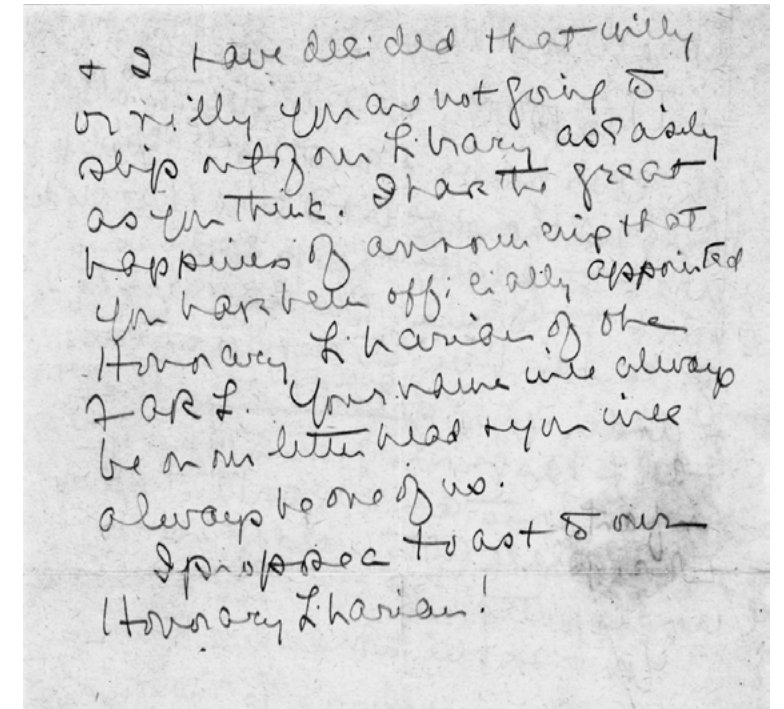 + I have decided that willy
or nilly you are not going to
slip out of our Library as easily
as you think. I have the great
happiness of announcing that
you have been officially appointed
Honorary Librarian of the
FARL. Your name will always
be on our letter head + you will
always be one of us.
I propose a toast to our
Honorary Librarian!